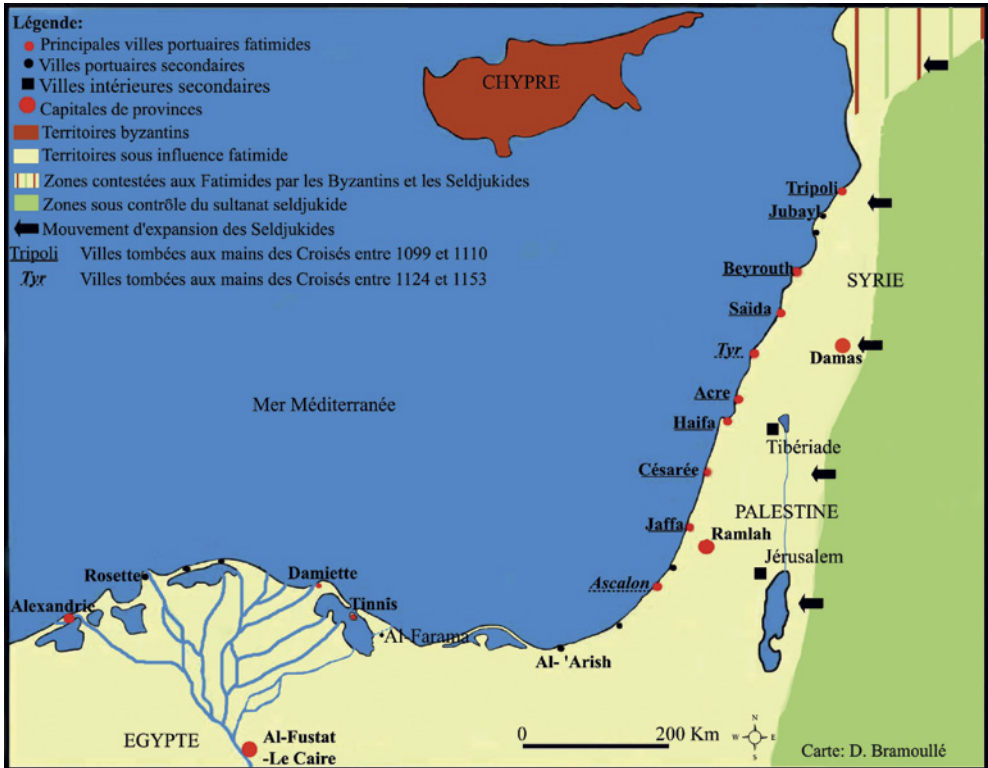 Légende:
Principales villes portuaires fatimides
Villes portuaires secondaires
Villes intérieures secondaires
Capitales de provinces
Territoires byzantins
Territoires sous influence fatimide
Zones contestées aux Fatimides par les Byzantins et les Seldjukides
Zones sous contrôle du sultanat seldjukide
Mouvement d'expansion des Seldjukides
Tripoli Villes tombées aux mains des Croisés entre 1099 et 1110
Tyr Villes tombées aux mains des Croisés entre 1124 et 1153
CHYPRE
Tripoli
Jubayl
Beyrouth
SYRIE
Saïda
Tyr
Damas
Acre
Mer Méditerranée
Haifa
Tibériade
Césarée
PALESTINE
Jaffa
Ramlah
Jérusalem
Ascalon
Rosette
Damiette
Alexandrie
Tinnis
Al-Farama
Al- 'Arish
EGYPTE
Al-Fustat
-Le Caire
0 200 Km
N
W E
S
Carte: D. Bramoullé